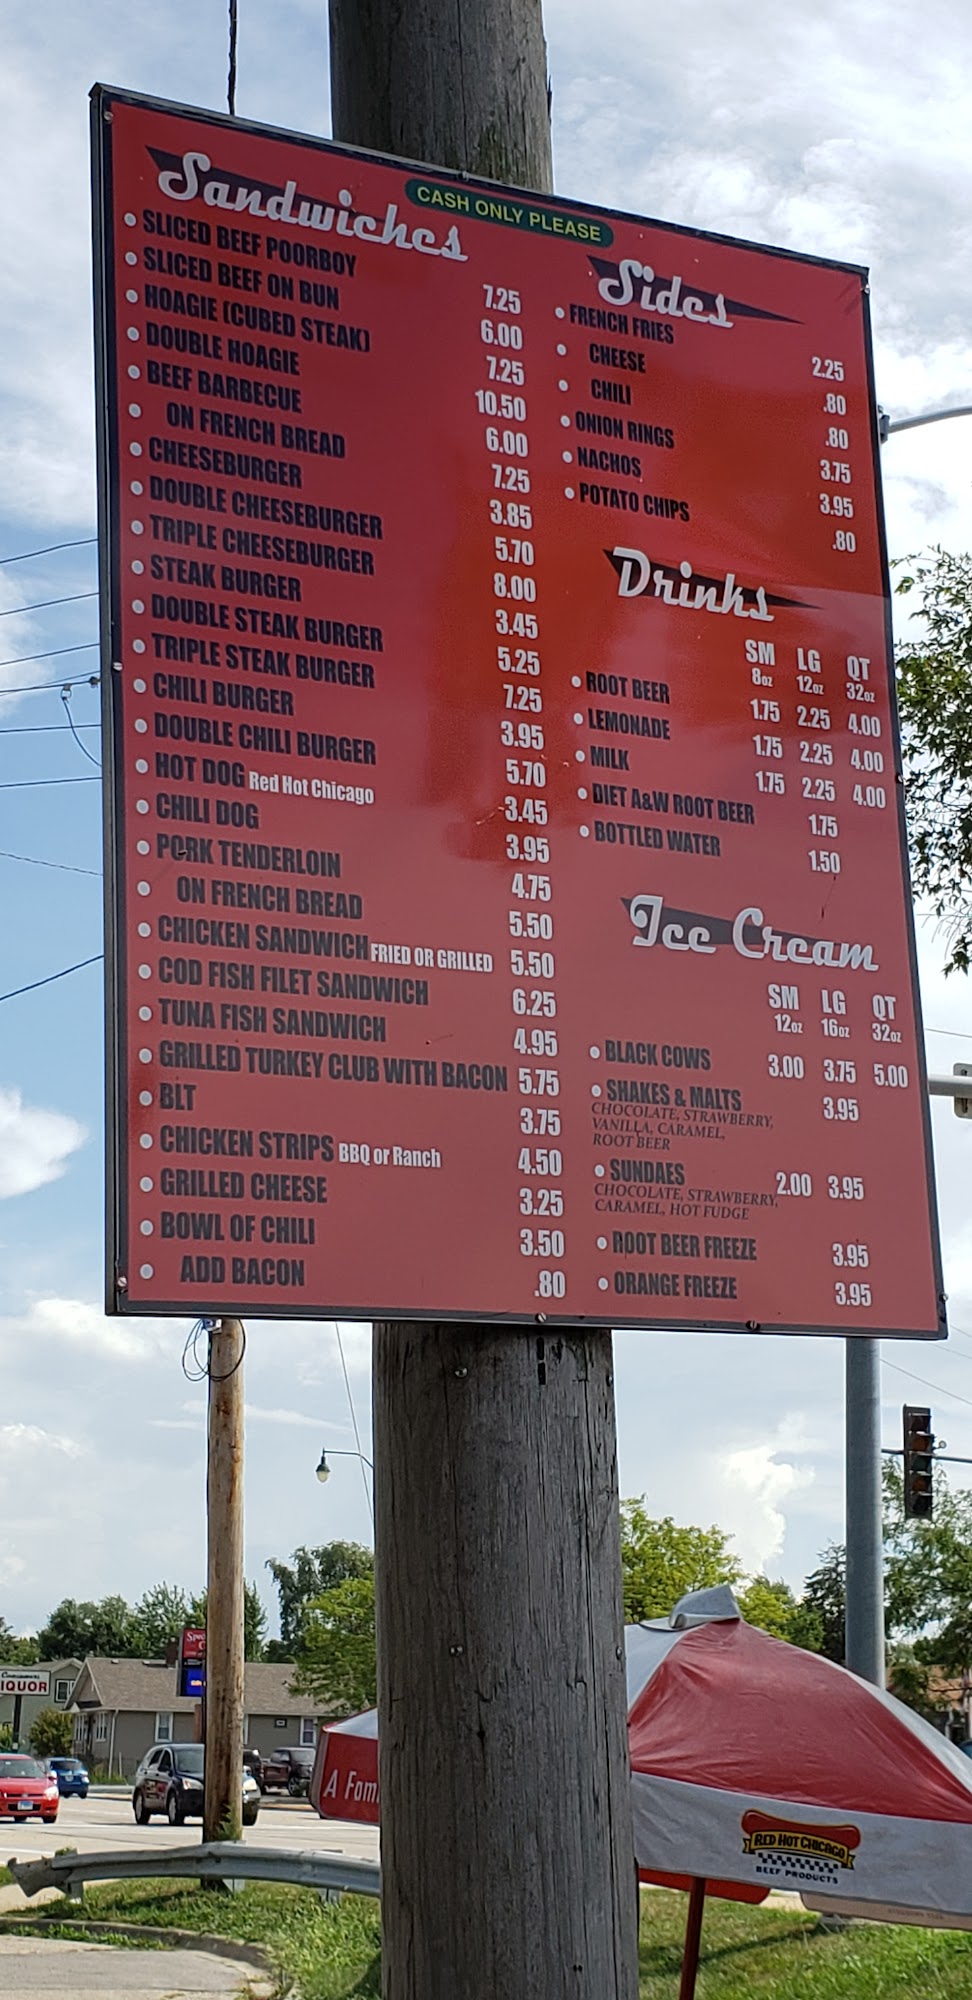 CASH ONLY PLEASE
Sandwiches
SLICED BEEF POORBOY 7.25
SLICED BEEF ON BUN 6.00
HOAGIE (CUBED STEAK) 7.25
DOUBLE HOAGIE 10.50
BEEF BARBECUE 6.00
ON FRENCH BREAD 7.25
CHEESEBURGER 3.85
DOUBLE CHEESEBURGER 5.70
TRIPLE CHEESEBURGER 8.00
STEAK BURGER 3.45
DOUBLE STEAK BURGER 5.25
TRIPLE STEAK BURGER 7.25
CHILI BURGER 3.95
DOUBLE CHILI BURGER 5.70
HOT DOG Red Hot Chicago 3.45
CHILI DOG 3.95
PORK TENDERLOIN 4.75
ON FRENCH BREAD 5.50
CHICKEN SANDWICH FRIED OR GRILLED 5.50
COD FISH FILET SANDWICH 6.25
TUNA FISH SANDWICH 4.95
GRILLED TURKEY CLUB WITH BACON 5.75
BLT 3.75
CHICKEN STRIPS BBQ or Ranch 4.50
GRILLED CHEESE 3.25
BOWL OF CHILI 3.50
ADD BACON .80
Sides
FRENCH FRIES 2.25
CHEESE .80
CHILI .80
ONION RINGS 3.75
NACHOS 3.95
POTATO CHIPS .80
Drinks
SM LG QT
8oz 12oz 32oz
ROOT BEER 1.75 2.25 4.00
LEMONADE 1.75 2.25 4.00
MILK 1.75 2.25 4.00
DIET A&W ROOT BEER 1.75
BOTTLED WATER 1.50
Ice Cream
SM LG QT
12oz 16oz 32oz
BLACK COWS 3.00 3.75 5.00
SHAKES & MALTS 3.95
CHOCOLATE, STRAWBERRY,
VANILLA, CARAMEL,
ROOT BEER
SUNDAES 2.00 3.95
CHOCOLATE, STRAWBERRY,
CARAMEL, HOT FUDGE
ROOT BEER FREEZE 3.95
ORANGE FREEZE 3.95
IQUOR
A Fam
RED HOT CHICAGO
BEEF PRODUCTS